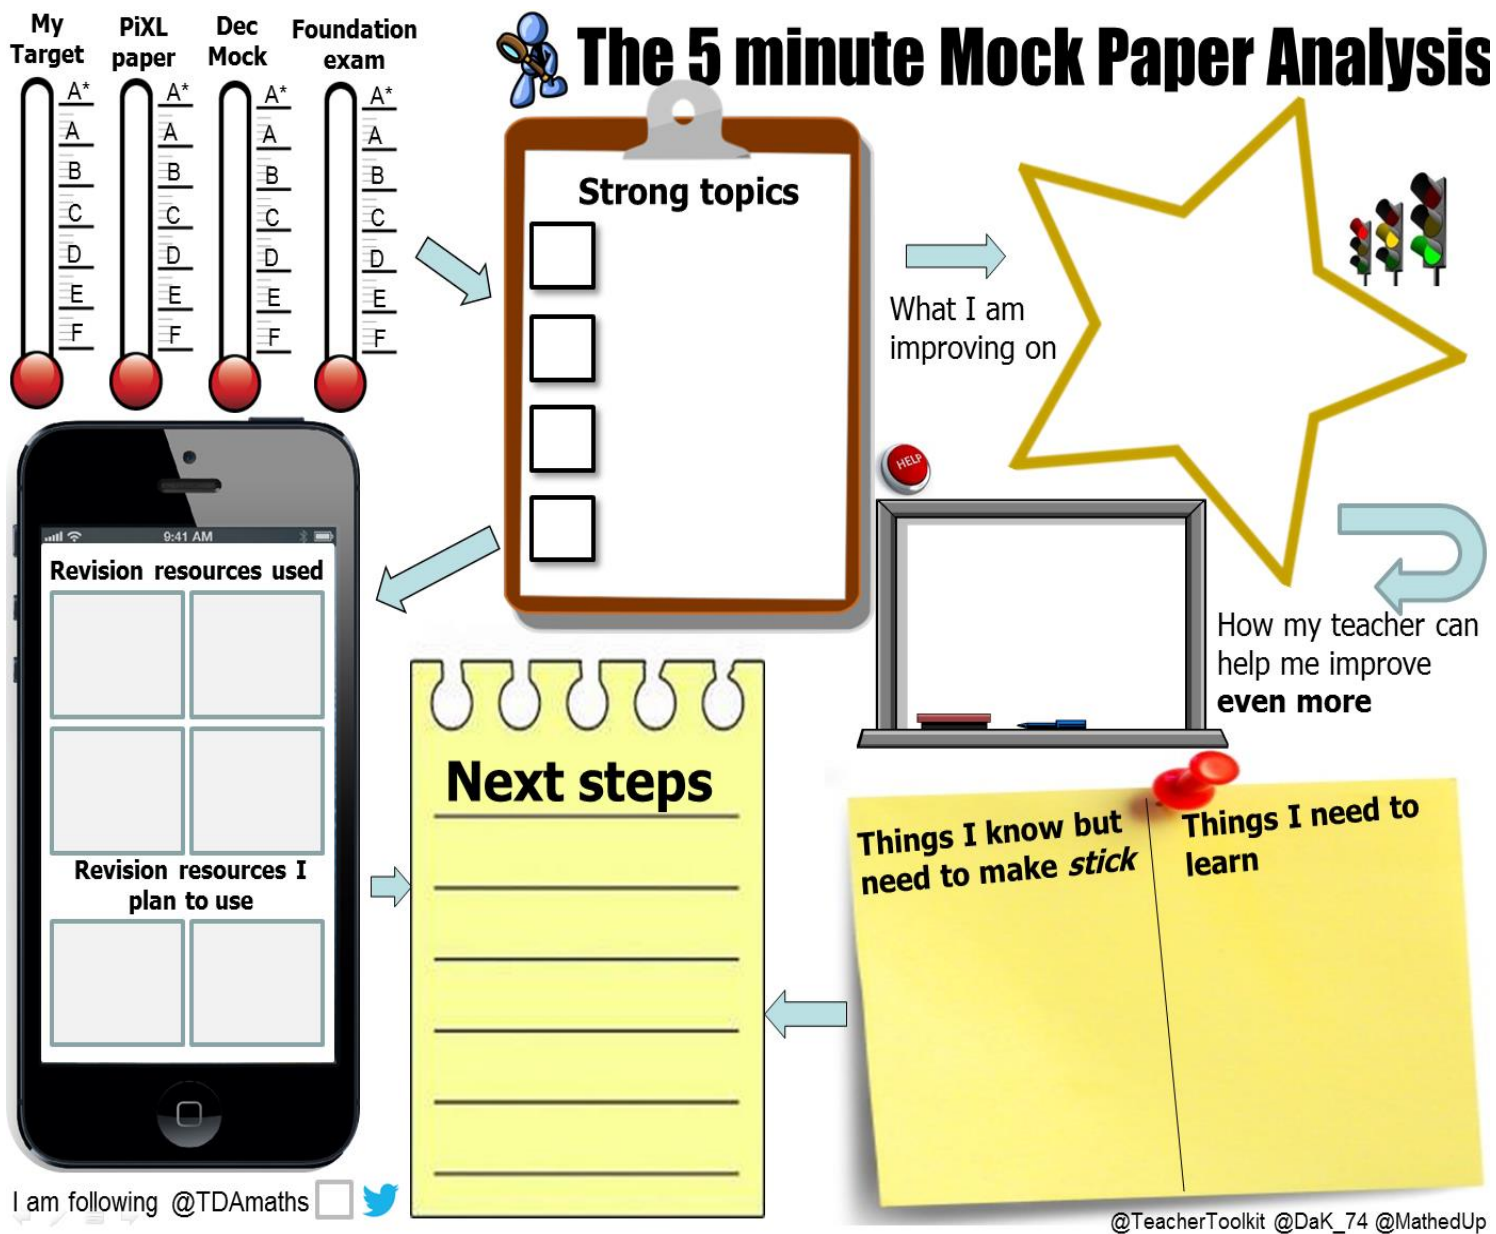 My
Target
PiXL
paper
Dec
Mock
Foundation
exam
The 5 minute Mock Paper Analysis
A*
A
B
C
D
E
F
A*
A
B
C
D
E
F
A*
A
B
C
D
E
F
A*
A
B
C
D
E
F
Strong topics
What I am
improving on
HELP
How my teacher can
help me improve
even more
9:41 AM
Revision resources used
Revision resources I
plan to use
Next steps
Things I know but
need to make stick
Things I need to
learn
I am following @TDAmaths
@TeacherToolkit @DaK_74 @MathedUp